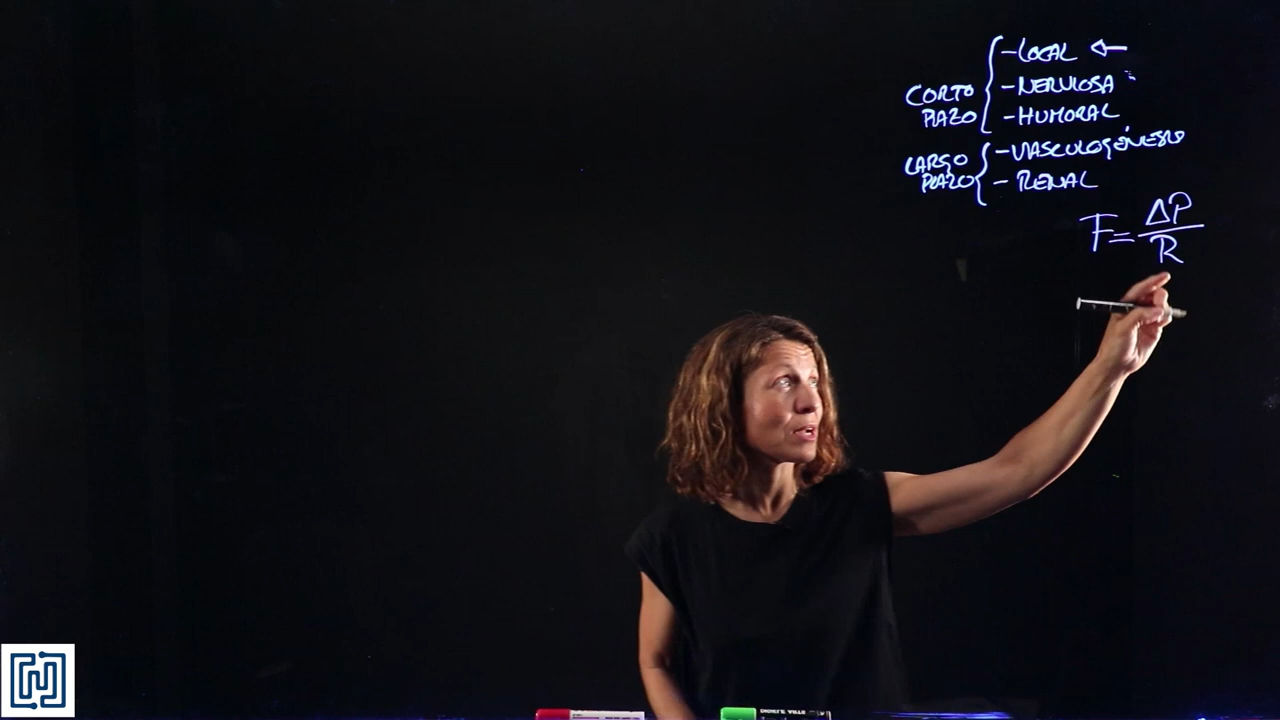 CORTO PLAZO { - LOCAL ⇐
- NERVIOSA
- HUMORAL
LARGO PLAZO { - VASCULOGÉNESIS
- RENAL
F = ΔP / R